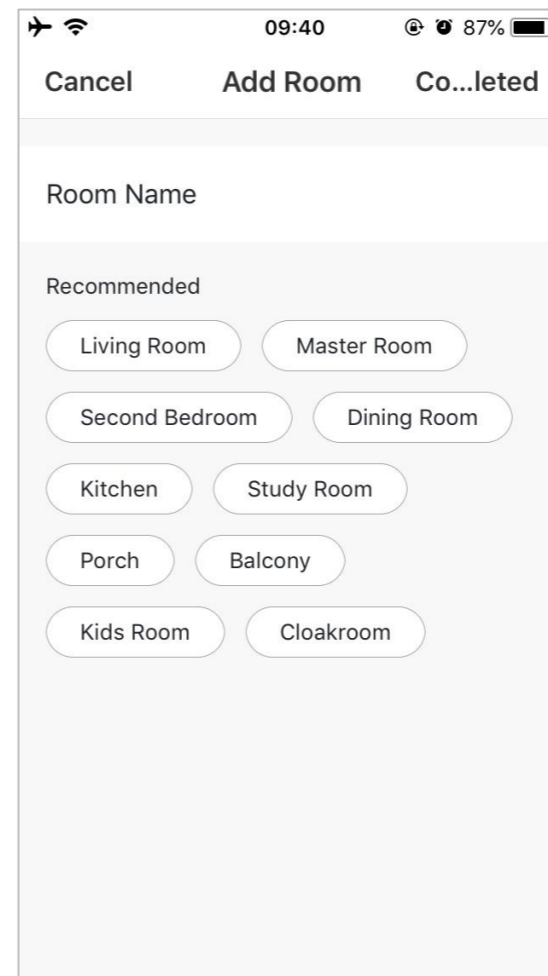 09:40 87%
Cancel Add Room Co...leted
Room Name
Recommended
Living Room Master Room
Second Bedroom Dining Room
Kitchen Study Room
Porch Balcony
Kids Room Cloakroom